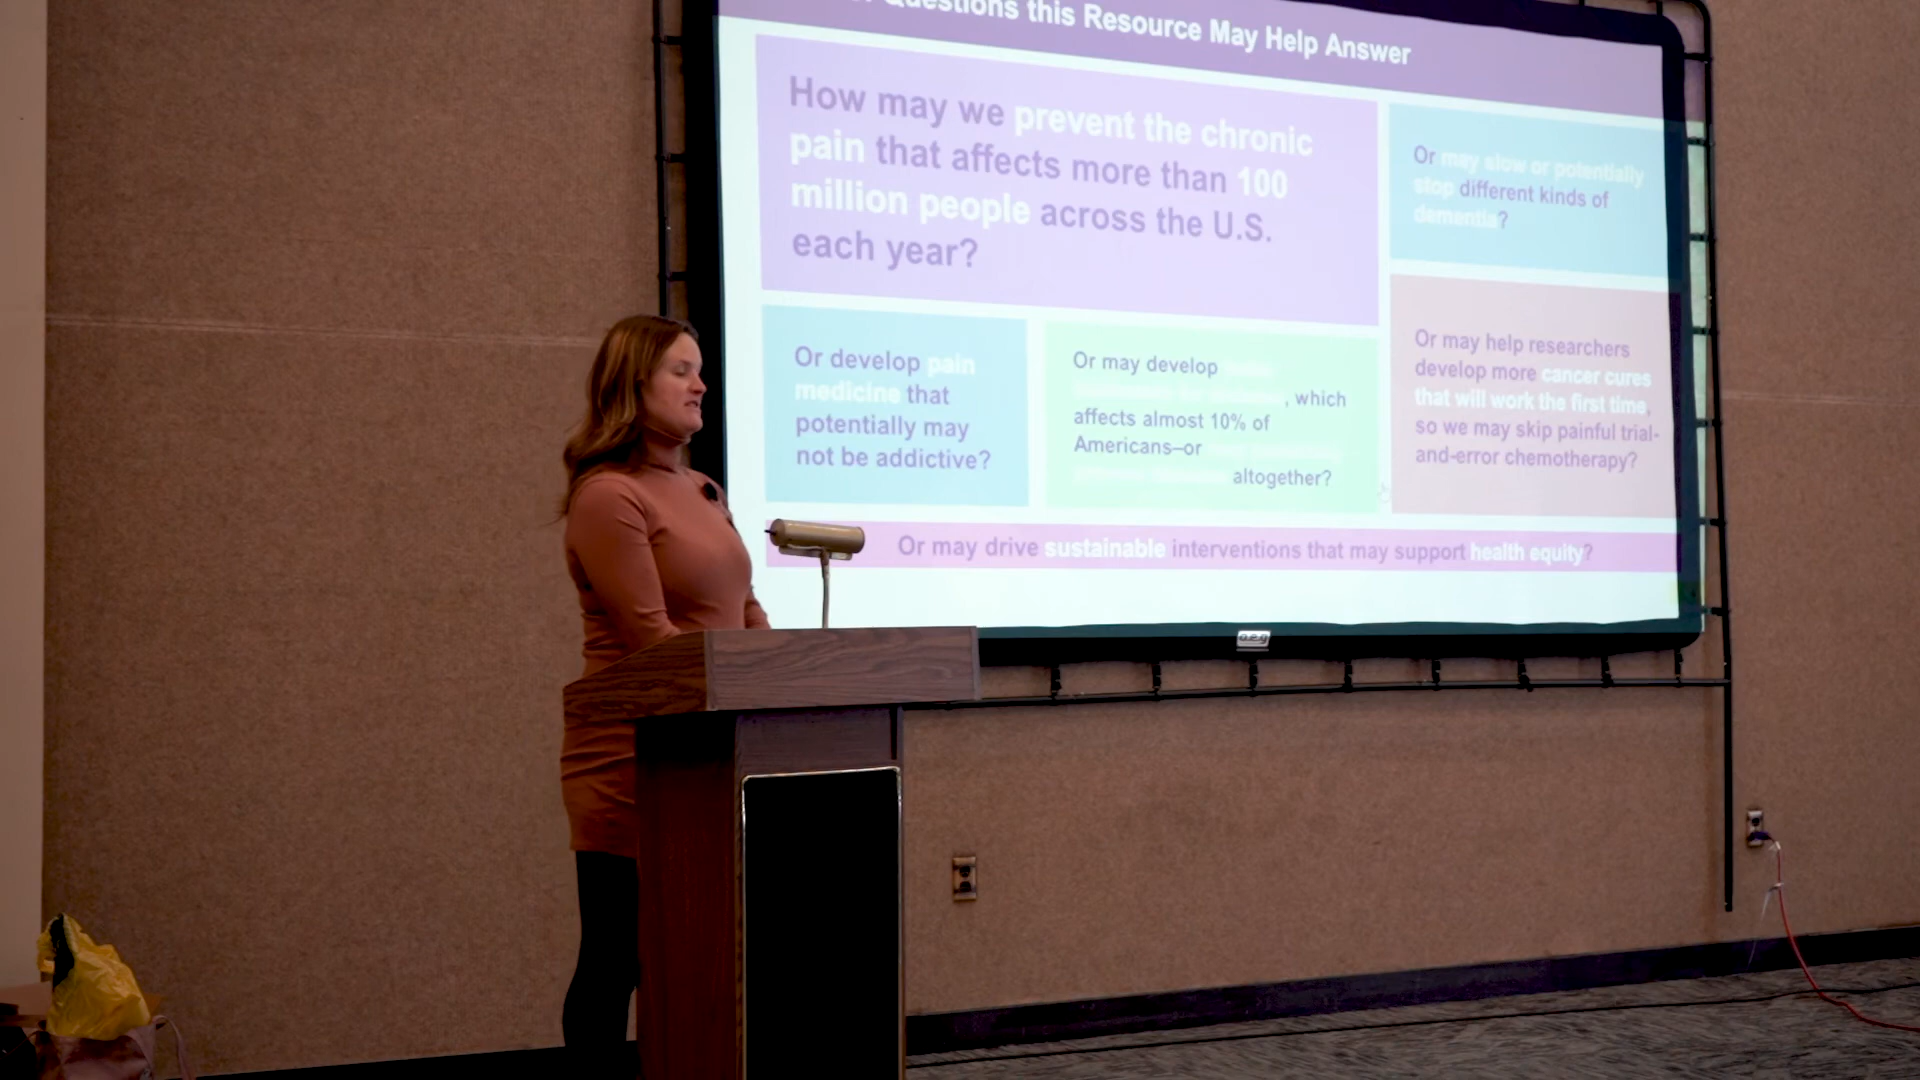 Questions this Resource May Help Answer
How may we prevent the chronic
pain that affects more than 100
million people across the U.S.
each year?
Or may slow or potentially
stop different kinds of
dementia?
Or develop pain
medicine that
potentially may
not be addictive?
Or may develop
, which
affects almost 10% of
Americans—or
altogether?
Or may help researchers
develop more cancer cures
that will work the first time,
so we may skip painful trial-
and-error chemotherapy?
Or may drive sustainable interventions that may support health equity?